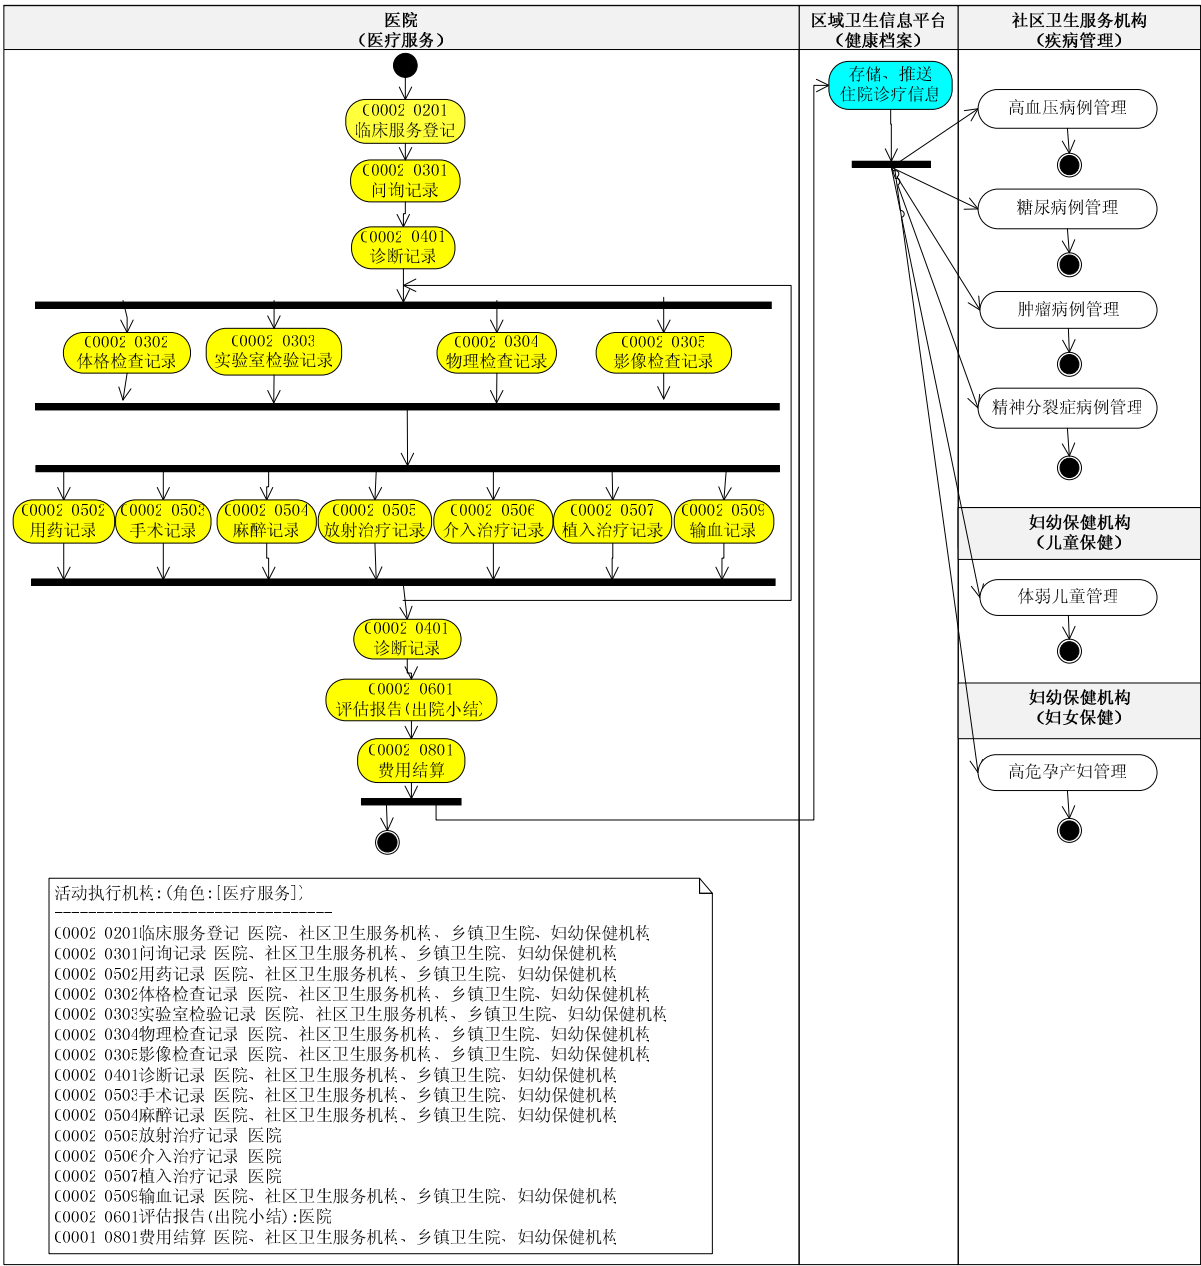 医院
（医疗服务）
区域卫生信息平台
（健康档案）
社区卫生服务机构
（疾病管理）
存储、推送
住院诊疗信息
C0002 0201
临床服务登记
C0002 0301
问询记录
C0002 0401
诊断记录
C0002 0302
体格检查记录
C0002 0303
实验室检验记录
C0002 0304
物理检查记录
C0002 0305
影像检查记录
C0002 0502
用药记录
C0002 0503
手术记录
C0002 0504
麻醉记录
C0002 0505
放射治疗记录
C0002 0506
介入治疗记录
C0002 0507
植入治疗记录
C0002 0509
输血记录
C0002 0401
诊断记录
C0002 0601
评估报告(出院小结)
C0002 0801
费用结算
高血压病例管理
糖尿病例管理
肿瘤病例管理
精神分裂症病例管理
妇幼保健机构
（儿童保健）
体弱儿童管理
妇幼保健机构
（妇女保健）
高危孕产妇管理
活动执行机构:(角色:[医疗服务])
---------------------------------
C0002 0201临床服务登记 医院、社区卫生服务机构、乡镇卫生院、妇幼保健机构
C0002 0301问询记录 医院、社区卫生服务机构、乡镇卫生院、妇幼保健机构
C0002 0502用药记录 医院、社区卫生服务机构、乡镇卫生院、妇幼保健机构
C0002 0302体格检查记录 医院、社区卫生服务机构、乡镇卫生院、妇幼保健机构
C0002 0303实验室检验记录 医院、社区卫生服务机构、乡镇卫生院、妇幼保健机构
C0002 0304物理检查记录 医院、社区卫生服务机构、乡镇卫生院、妇幼保健机构
C0002 0305影像检查记录 医院、社区卫生服务机构、乡镇卫生院、妇幼保健机构
C0002 0401诊断记录 医院、社区卫生服务机构、乡镇卫生院、妇幼保健机构
C0002 0503手术记录 医院、社区卫生服务机构、乡镇卫生院、妇幼保健机构
C0002 0504麻醉记录 医院、社区卫生服务机构、乡镇卫生院、妇幼保健机构
C0002 0505放射治疗记录 医院
C0002 0506介入治疗记录 医院
C0002 0507植入治疗记录 医院
C0002 0509输血记录 医院、社区卫生服务机构、乡镇卫生院、妇幼保健机构
C0002 0601评估报告(出院小结):医院
C0001 0801费用结算 医院、社区卫生服务机构、乡镇卫生院、妇幼保健机构